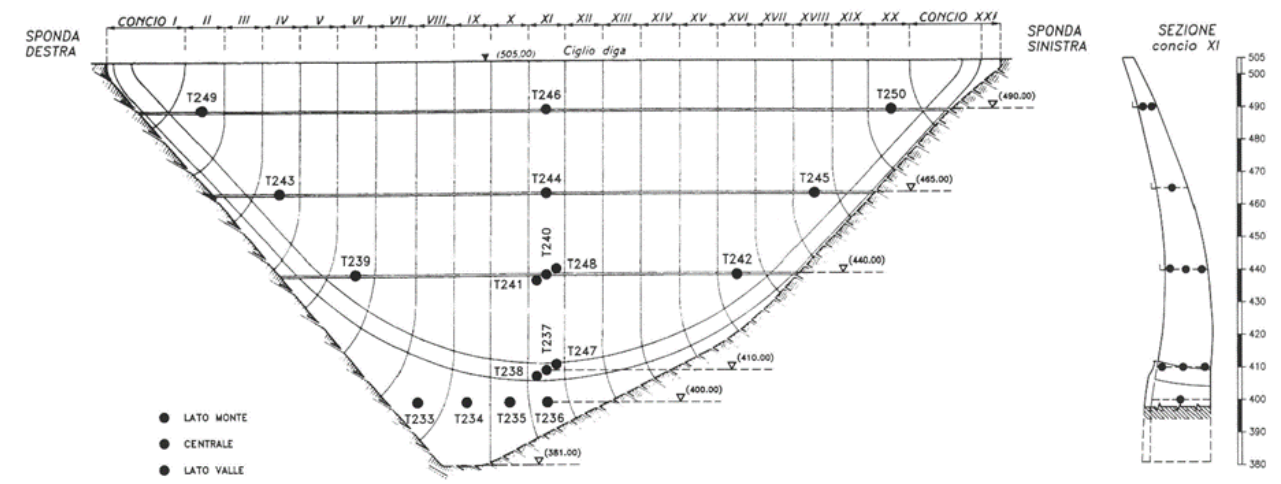 CONCIO I II III IV V VI VII VIII IX X XI XII XIII XIV XV XVI XVII XVIII XIX XX CONCIO XXI
SPONDA
DESTRA
(505.00)
Ciglio diga
SPONDA
SINISTRA
SEZIONE
concio XI
T249
T246
T250
(490.00)
T243
T244
T245
(465.00)
T239
T240
T248
T241
T242
(440.00)
T237
T247
T238
(410.00)
T233
T234
T235
T236
(400.00)
(381.00)
LATO MONTE
CENTRALE
LATO VALLE
505
500
490
480
470
460
450
440
430
420
410
400
390
380